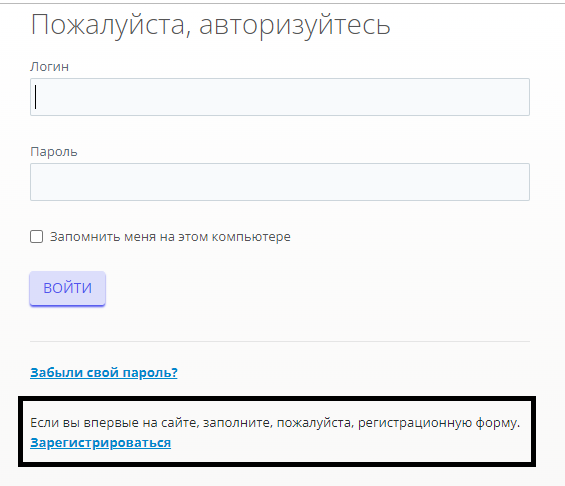 Пожалуйста, авторизуйтесь
Логин
Пароль
Запомнить меня на этом компьютере
ВОЙТИ
Забыли свой пароль?
Если вы впервые на сайте, заполните, пожалуйста, регистрационную форму.
Зарегистрироваться